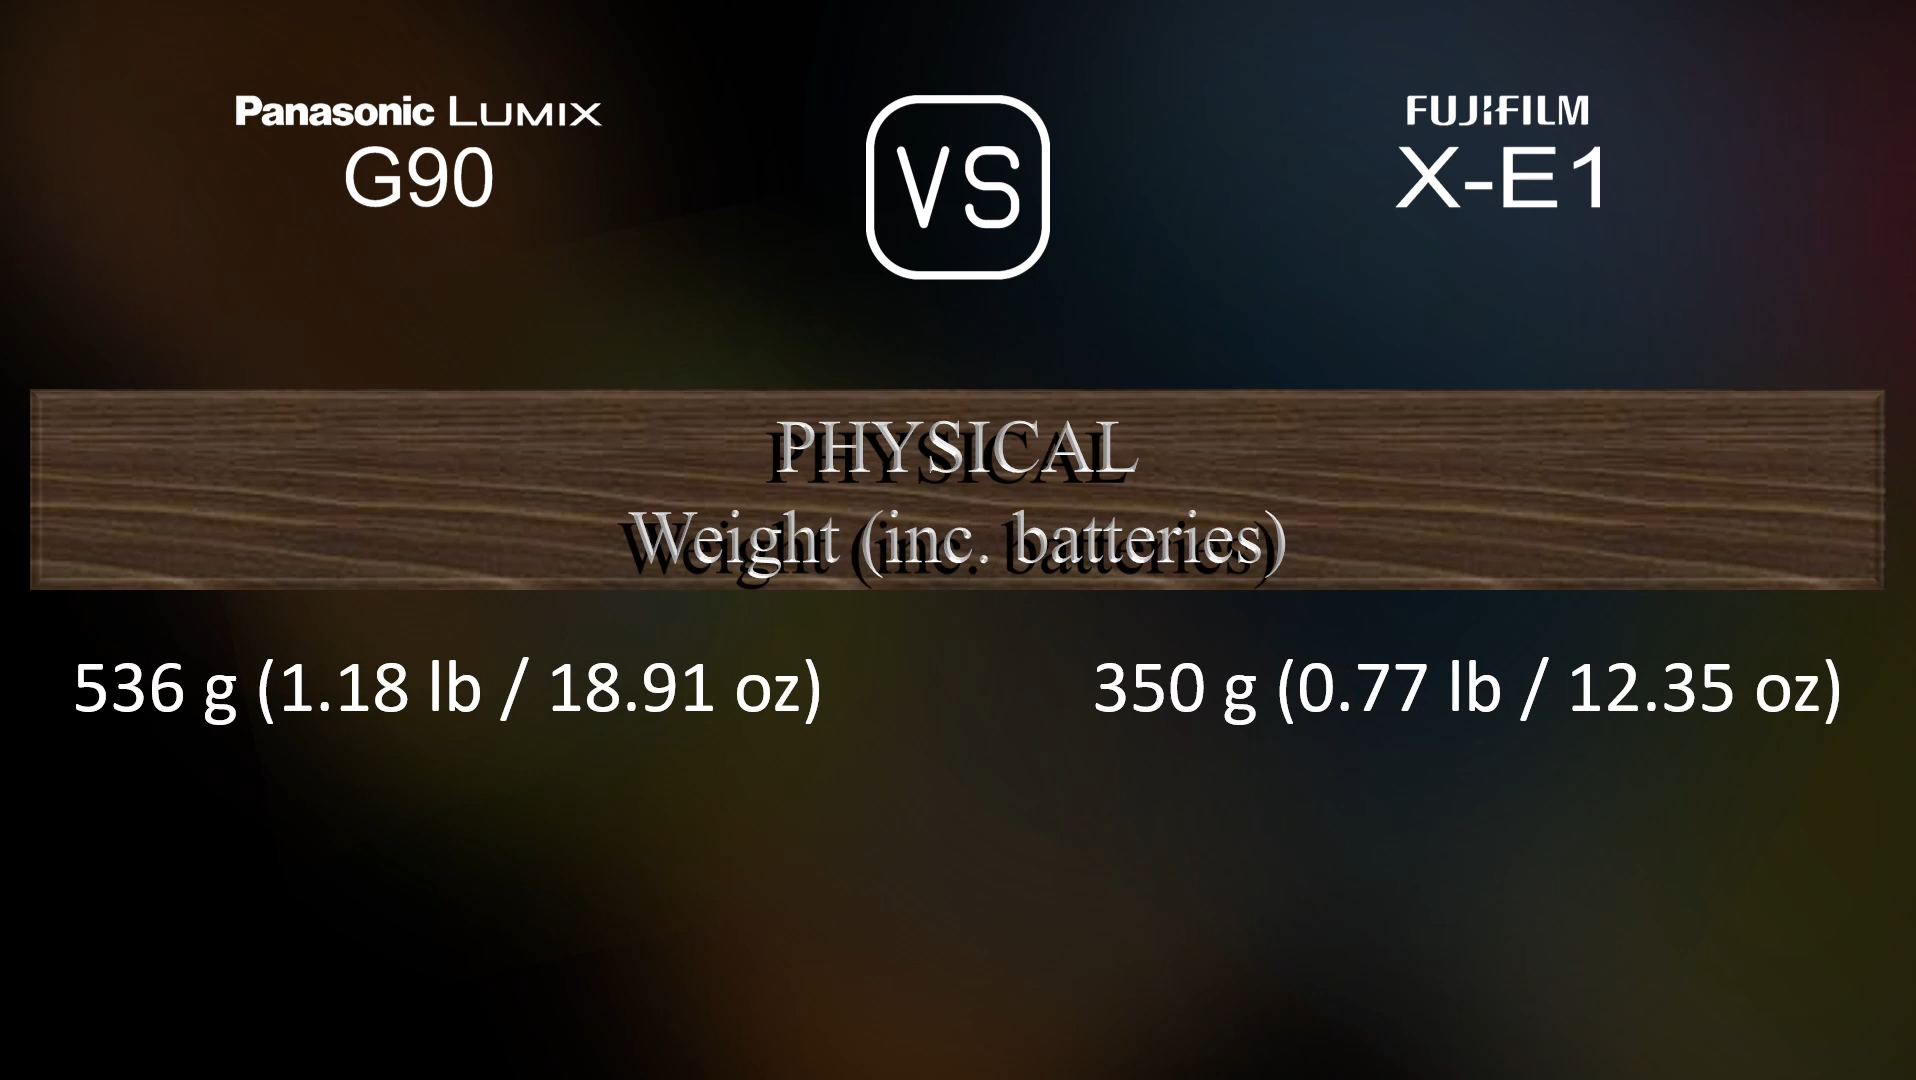 Panasonic LUMIX
G90
VS
FUJIFILM
X-E1
PHYSICAL
Weight (inc. batteries)
536 g (1.18 lb / 18.91 oz)
350 g (0.77 lb / 12.35 oz)